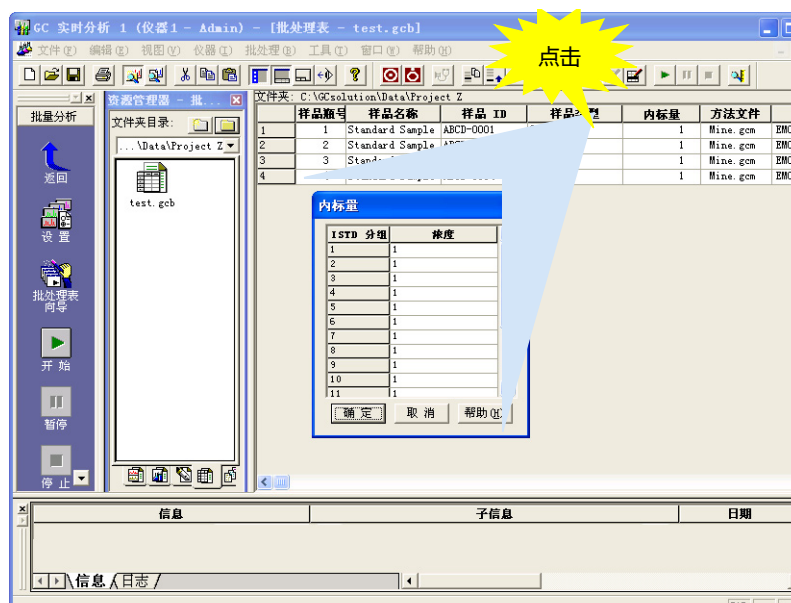 GC 实时分析 1 (仪器1 - Admin) - [批处理表 - test.gcb]
文件(F) 编辑(E) 视图(V) 仪器(I) 批处理(B) 工具(T) 窗口(W) 帮助(H)
点击
批量分析
返回
设 置
批处理表
向导
开 始
暂停
停 止
资源管理器 - 批...
文件夹目录:
...\Data\Project Z
test.gcb
文件夹: C:\GCsolution\Data\Project Z
样品瓶号 样品名称 样品 ID 样品类型 内标量 方法文件
1 1 Standard Sample ABCD-0001 1 Mine.gcm EMC
2 2 Standard Sample 1 Mine.gcm EMC
3 3 1 Mine.gcm EMC
4 1 Mine.gcm EMC
内标量
ISTD 分组 浓度
1 1
2 1
3 1
4 1
5 1
6 1
7 1
8 1
9 1
10 1
11 1
确 定 取 消 帮助(H)
信息 子信息 日期
信息 日志